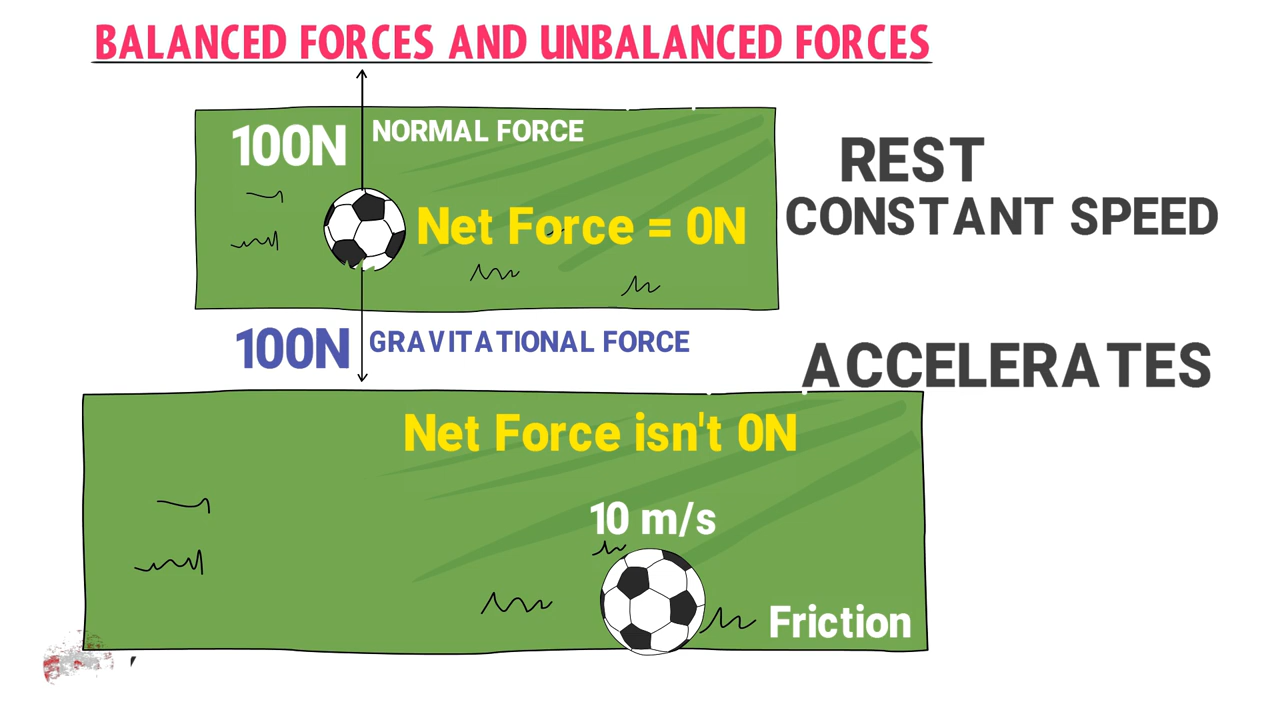 BALANCED FORCES AND UNBALANCED FORCES
100N NORMAL FORCE
Net Force = 0N
REST
CONSTANT SPEED
100N GRAVITATIONAL FORCE
ACCELERATES
Net Force isn't 0N
10 m/s
Friction